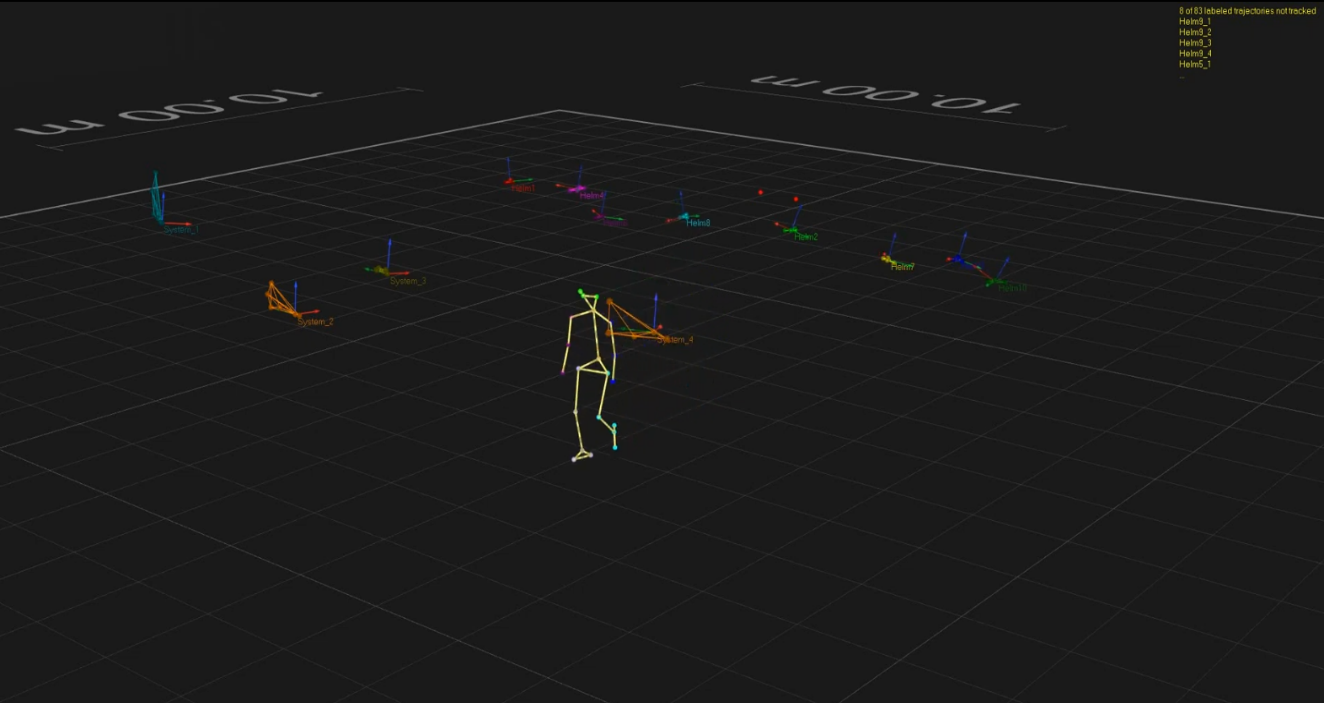 8 of 83 labeled trajectories not tracked
Helm9_1
Helm9_2
Helm9_3
Helm9_4
Helm5_1
...
10.00 m
10.00 m
Helm1
Helm4
Helm8
Helm2
Helm7
System_1
System_3
System_2
System_4